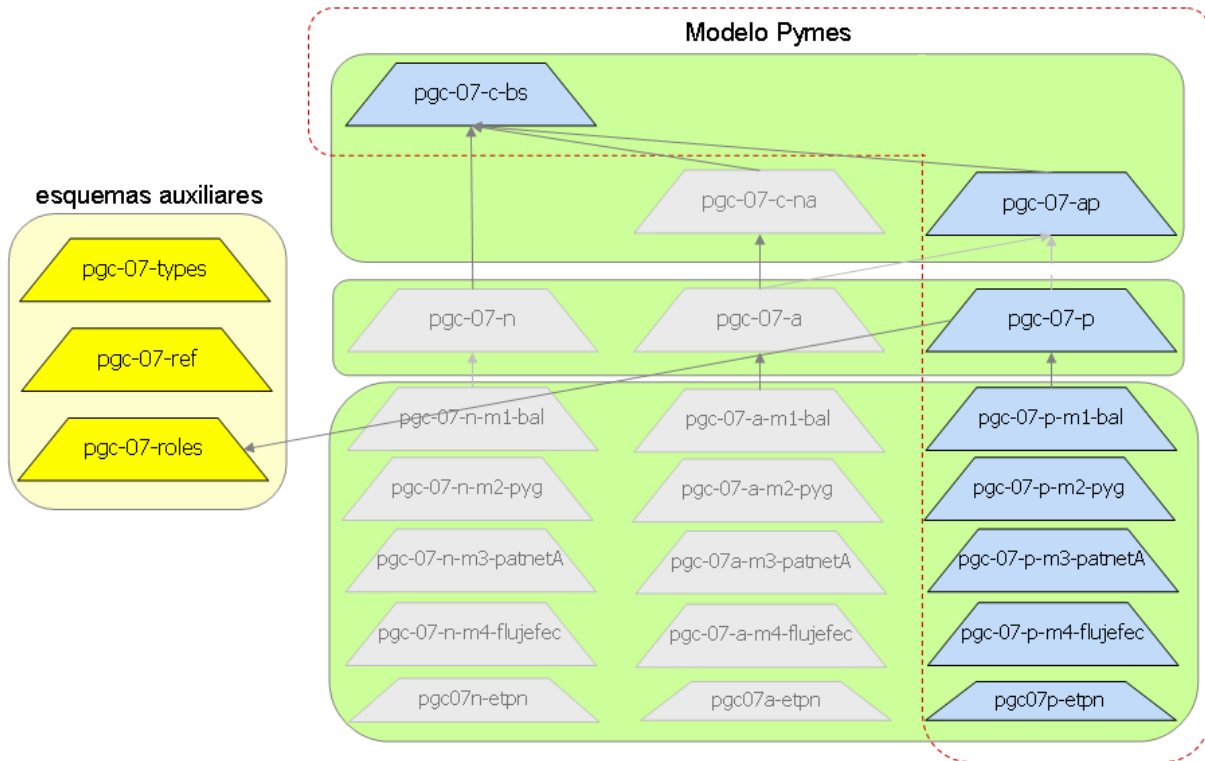 Modelo Pymes
pgc-07-c-bs
esquemas auxiliares
pgc-07-c-na
pgc-07-ap
pgc-07-types
pgc-07-ref
pgc-07-roles
pgc-07-n
pgc-07-a
pgc-07-p
pgc-07-n-m1-bal
pgc-07-a-m1-bal
pgc-07-p-m1-bal
pgc-07-n-m2-pyg
pgc-07-a-m2-pyg
pgc-07-p-m2-pyg
pgc-07-n-m3-patnetA
pgc-07a-m3-patnetA
pgc-07-p-m3-patnetA
pgc-07-n-m4-flujefec
pgc-07-a-m4-flujefec
pgc-07-p-m4-flujefec
pgc07n-etpn
pgc07a-etpn
pgc07p-etpn